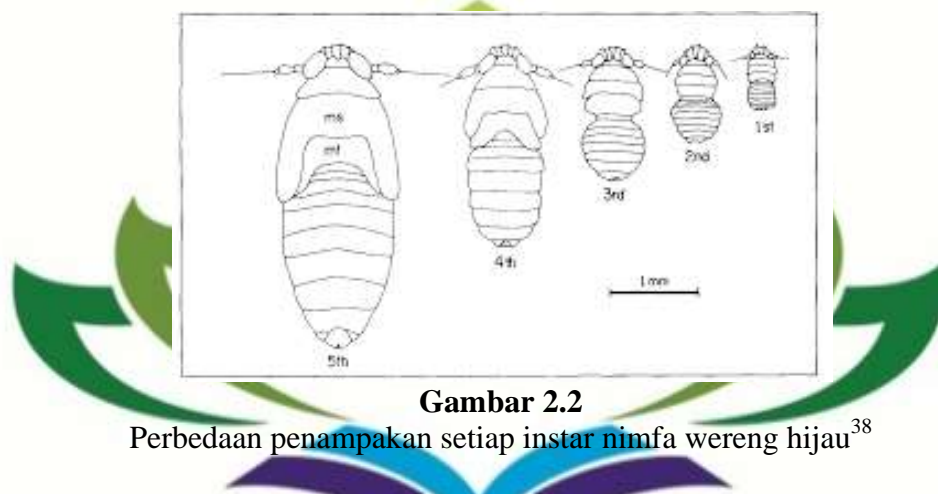 ms
mt
5th
4th
3rd
2nd
1st
1mm
Gambar 2.2
Perbedaan penampakan setiap instar nimfa wereng hijau38